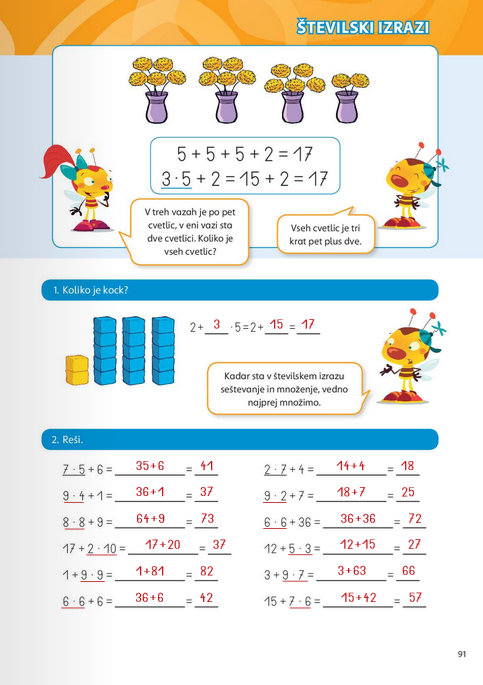 ŠTEVILSKI IZRAZI
5 + 5 + 5 + 2 = 17
3 · 5 + 2 = 15 + 2 = 17
V treh vazah je po pet
cvetlic, v eni vazi sta
dve cvetlici. Koliko je
vseh cvetlic?
Vseh cvetlic je tri
krat pet plus dve.
1. Koliko je kock?
2 + 3 · 5 = 2 + 15 = 17
Kadar sta v številskem izrazu
seštevanje in množenje, vedno
najprej množimo.
2. Reši.
7 · 5 + 6 = 35+6 = 41
9 · 4 + 1 = 36+1 = 37
8 · 8 + 9 = 64+9 = 73
17 + 2 · 10 = 17+20 = 37
1 + 9 · 9 = 1+81 = 82
6 · 6 + 6 = 36+6 = 42
2 · 7 + 4 = 14+4 = 18
9 · 2 + 7 = 18+7 = 25
6 · 6 + 36 = 36+36 = 72
12 + 5 · 3 = 12+15 = 27
3 + 9 · 7 = 3+63 = 66
15 + 7 · 6 = 15+42 = 57
91